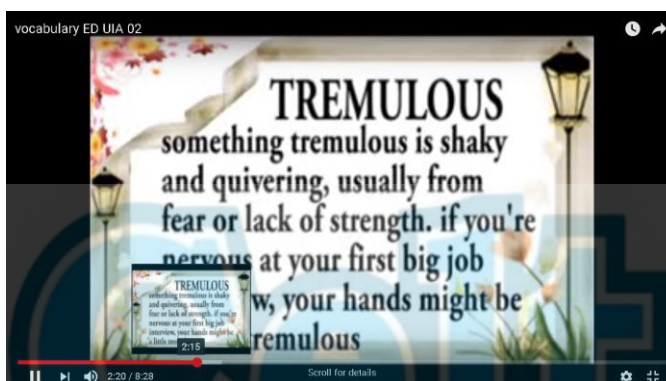 vocabulary ED UIA 02
TREMULOUS
something tremulous is shaky
and quivering, usually from
fear or lack of strength. if you're
nervous at your first big job
w, your hands might be
remulous
TREMULOUS
something tremulous is shaky
and quivering, usually from
fear or lack of strength. if you're
nervous at your first big job
interview, your hands might be
a little
2:15
2:20 / 8:28
Scroll for details